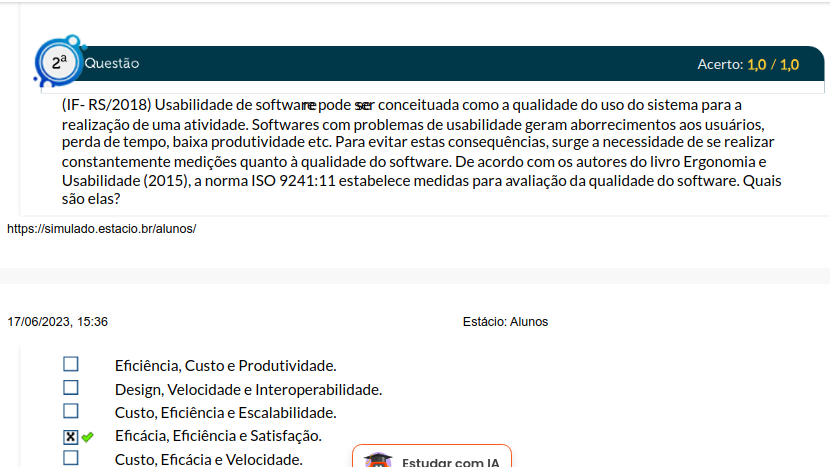 2ª Questão Acerto: 1,0 / 1,0
(IF- RS/2018) Usabilidade de software pode ser conceituada como a qualidade do uso do sistema para a
realização de uma atividade. Softwares com problemas de usabilidade geram aborrecimentos aos usuários,
perda de tempo, baixa produtividade etc. Para evitar estas consequências, surge a necessidade de se realizar
constantemente medições quanto à qualidade do software. De acordo com os autores do livro Ergonomia e
Usabilidade (2015), a norma ISO 9241:11 estabelece medidas para avaliação da qualidade do software. Quais
são elas?
https://simulado.estacio.br/alunos/
17/06/2023, 15:36 Estácio: Alunos
Eficiência, Custo e Produtividade.
Design, Velocidade e Interoperabilidade.
Custo, Eficiência e Escalabilidade.
Eficácia, Eficiência e Satisfação.
Custo, Eficácia e Velocidade.
Estudar com IA